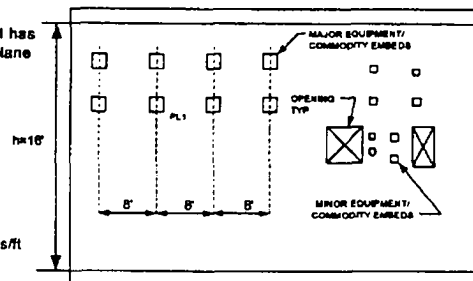 l has
lane
MAJOR EQUIPMENT/
COMMODITY EMBEDS
OPENING
TYP
PL1
h=16'
8'
8'
8'
MINOR EQUIPMENT/
COMMODITY EMBEDS
s/ft